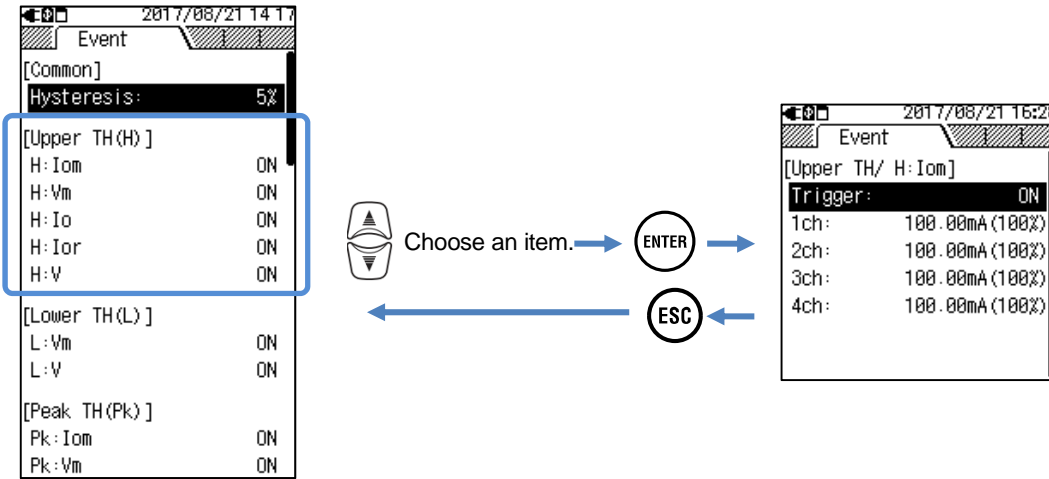 2017/08/21 14 17
Event
[Common]
Hysteresis: 5%
[Upper TH(H)]
H:Iom ON
H:Vm ON
H:Io ON
H:Ior ON
H:V ON
[Lower TH(L)]
L:Vm ON
L:V ON
[Peak TH(Pk)]
Pk:Iom ON
Pk:Vm ON
Choose an item.
ENTER
ESC
2017/08/21 16:2
Event
[Upper TH/ H:Iom]
Trigger: ON
1ch: 100.00mA(100%)
2ch: 100.00mA(100%)
3ch: 100.00mA(100%)
4ch: 100.00mA(100%)